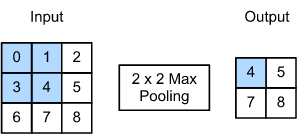 Input
Output
0 1 2
3 4 5
6 7 8
2 x 2 Max
Pooling
4 5
7 8